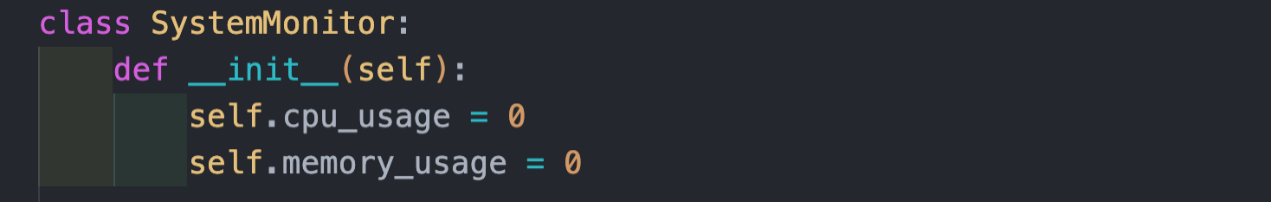 class SystemMonitor:
    def __init__(self):
        self.cpu_usage = 0
        self.memory_usage = 0